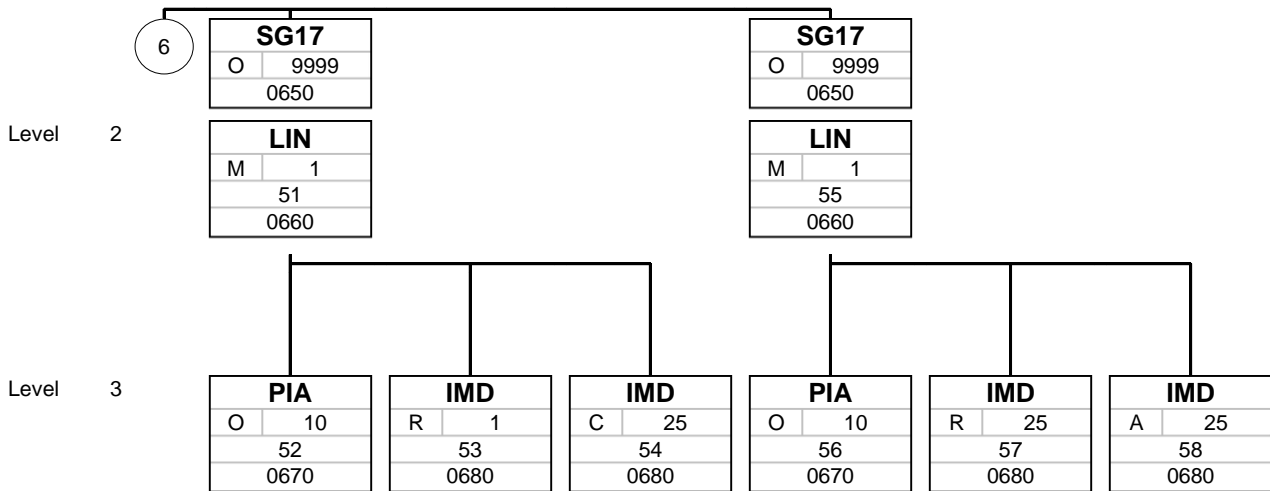 6
SG17 SG17
O 9999 O 9999
0650 0650
Level 2 LIN LIN
M 1 M 1
51 55
0660 0660
Level 3 PIA IMD IMD PIA IMD IMD
O 10 R 1 C 25 O 10 R 25 A 25
52 53 54 56 57 58
0670 0680 0680 0670 0680 0680